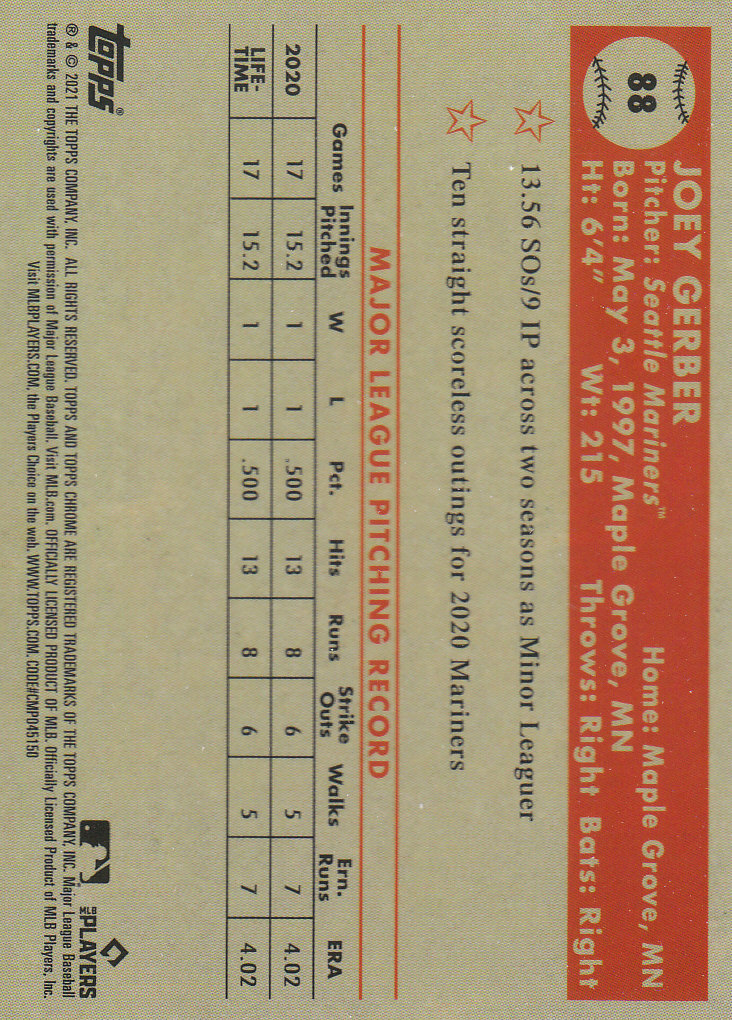 88
JOEY GERBER
Pitcher: Seattle Mariners™ Home: Maple Grove, MN
Born: May 3, 1997, Maple Grove, MN
Ht: 6'4" Wt: 215 Throws: Right Bats: Right
13.56 SOs/9 IP across two seasons as Minor Leaguer
Ten straight scoreless outings for 2020 Mariners
MAJOR LEAGUE PITCHING RECORD
Games Innings Pitched W L Pct. Hits Runs Strike Outs Walks Ern. Runs ERA
2020 17 15.2 1 1 .500 13 8 6 5 7 4.02
LIFE-TIME 17 15.2 1 1 .500 13 8 6 5 7 4.02
topps®
MLB PLAYERS
® & © 2021 THE TOPPS COMPANY, INC. ALL RIGHTS RESERVED. TOPPS AND TOPPS CHROME ARE REGISTERED TRADEMARKS OF THE TOPPS COMPANY, INC. Major League Baseball
trademarks and copyrights are used with permission of Major League Baseball. Visit MLB.com. OFFICIALLY LICENSED PRODUCT OF MLB. Officially Licensed Product of MLB Players, Inc.
Visit MLBPLAYERS.COM, the Players Choice on the web. WWW.TOPPS.COM. CODE#CMP045150